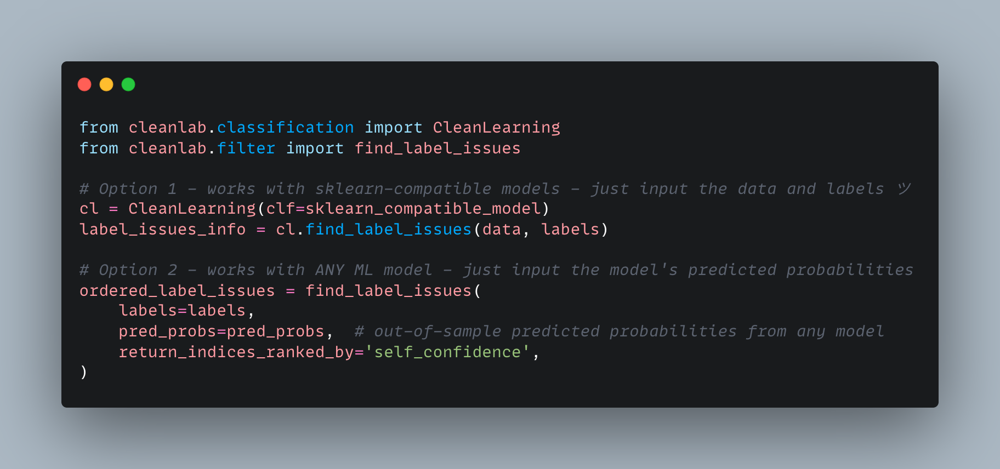 from cleanlab.classification import CleanLearning
from cleanlab.filter import find_label_issues
# Option 1 - works with sklearn-compatible models - just input the data and labels ツ
cl = CleanLearning(clf=sklearn_compatible_model)
label_issues_info = cl.find_label_issues(data, labels)
# Option 2 - works with ANY ML model - just input the model's predicted probabilities
ordered_label_issues = find_label_issues(
    labels=labels,
    pred_probs=pred_probs,  # out-of-sample predicted probabilities from any model
    return_indices_ranked_by='self_confidence',
)